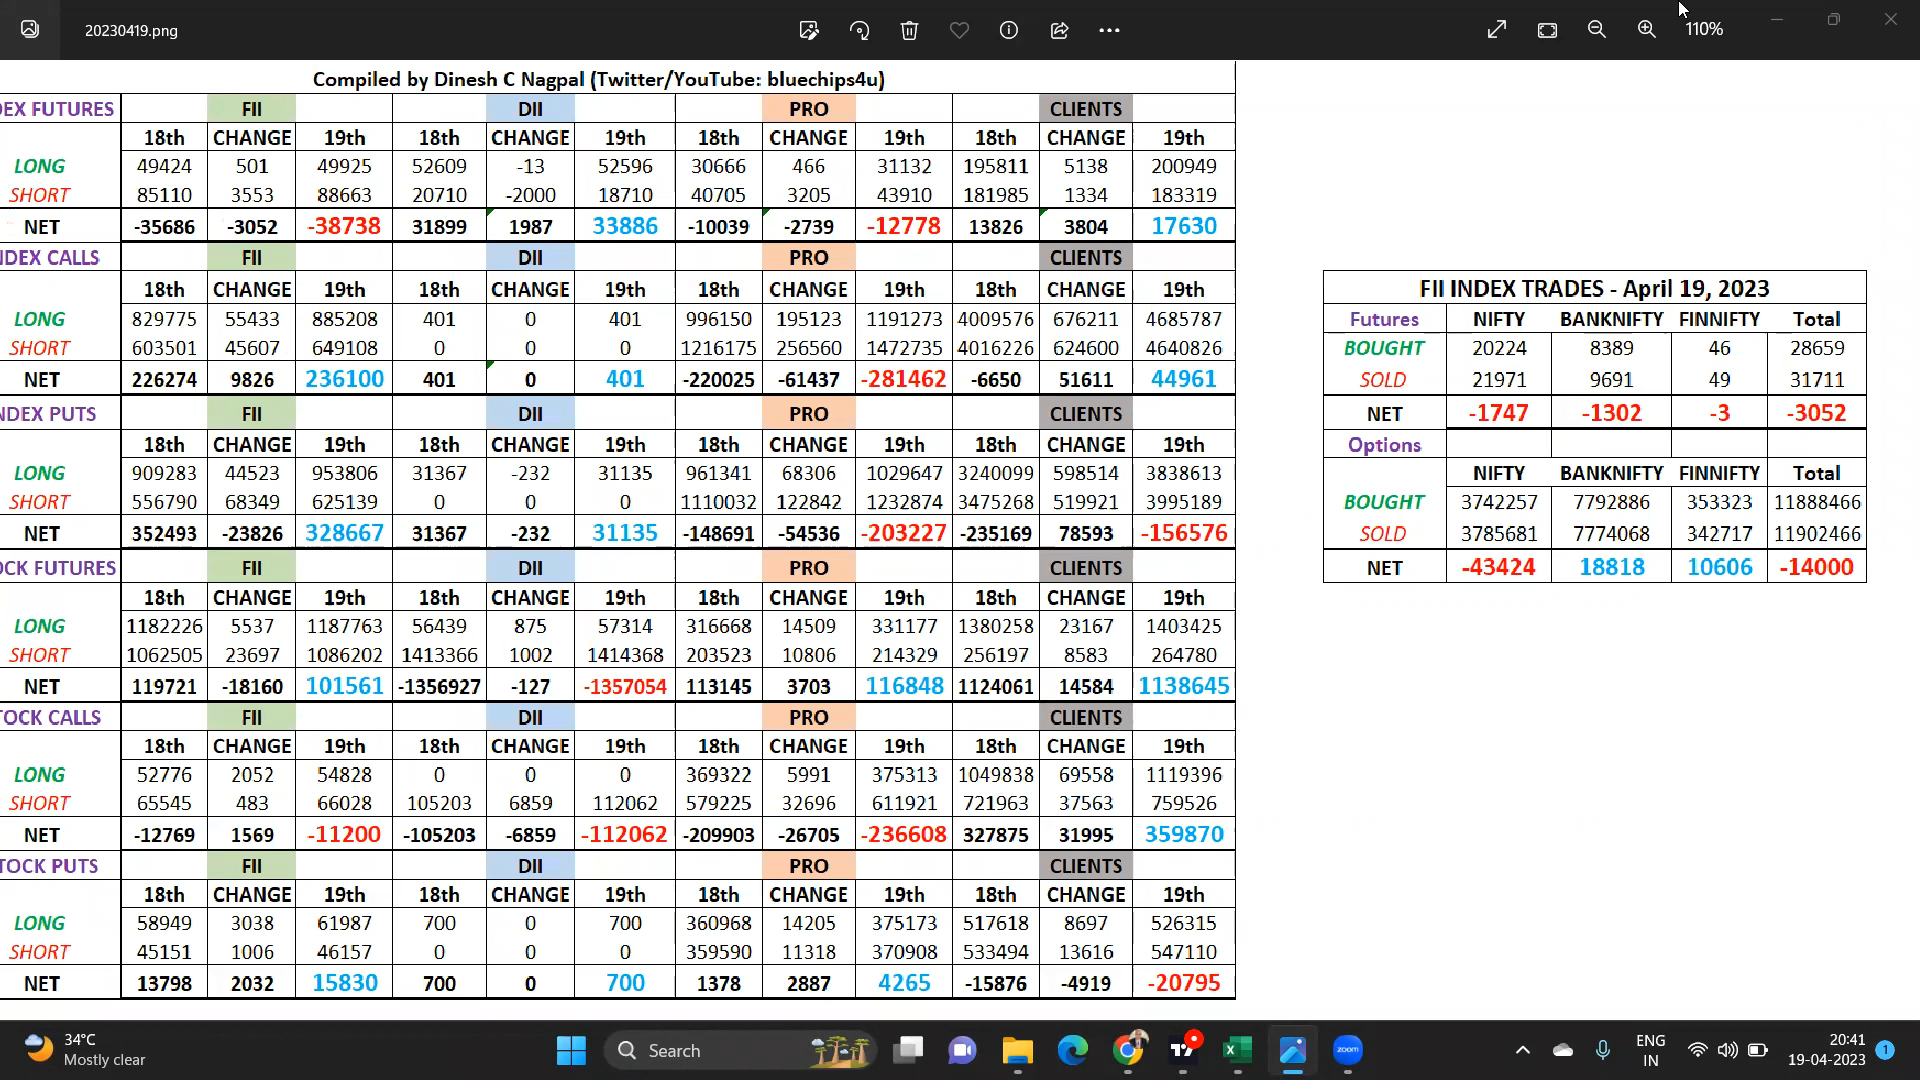 20230419.png
110%
Compiled by Dinesh C Nagpal (Twitter/YouTube: bluechips4u)
DEX FUTURES FII DII PRO CLIENTS
18th CHANGE 19th 18th CHANGE 19th 18th CHANGE 19th 18th CHANGE 19th
LONG 49424 501 49925 52609 -13 52596 30666 466 31132 195811 5138 200949
SHORT 85110 3553 88663 20710 -2000 18710 40705 3205 43910 181985 1334 183319
NET -35686 -3052 -38738 31899 1987 33886 -10039 -2739 -12778 13826 3804 17630
NDEX CALLS FII DII PRO CLIENTS
18th CHANGE 19th 18th CHANGE 19th 18th CHANGE 19th 18th CHANGE 19th
LONG 829775 55433 885208 401 0 401 996150 195123 1191273 4009576 676211 4685787
SHORT 603501 45607 649108 0 0 0 1216175 256560 1472735 4016226 624600 4640826
NET 226274 9826 236100 401 0 401 -220025 -61437 -281462 -6650 51611 44961
NDEX PUTS FII DII PRO CLIENTS
18th CHANGE 19th 18th CHANGE 19th 18th CHANGE 19th 18th CHANGE 19th
LONG 909283 44523 953806 31367 -232 31135 961341 68306 1029647 3240099 598514 3838613
SHORT 556790 68349 625139 0 0 0 1110032 122842 1232874 3475268 519921 3995189
NET 352493 -23826 328667 31367 -232 31135 -148691 -54536 -203227 -235169 78593 -156576
OCK FUTURES FII DII PRO CLIENTS
18th CHANGE 19th 18th CHANGE 19th 18th CHANGE 19th 18th CHANGE 19th
LONG 1182226 5537 1187763 56439 875 57314 316668 14509 331177 1380258 23167 1403425
SHORT 1062505 23697 1086202 1413366 1002 1414368 203523 10806 214329 256197 8583 264780
NET 119721 -18160 101561 -1356927 -127 -1357054 113145 3703 116848 1124061 14584 1138645
TOCK CALLS FII DII PRO CLIENTS
18th CHANGE 19th 18th CHANGE 19th 18th CHANGE 19th 18th CHANGE 19th
LONG 52776 2052 54828 0 0 0 369322 5991 375313 1049838 69558 1119396
SHORT 65545 483 66028 105203 6859 112062 579225 32696 611921 721963 37563 759526
NET -12769 1569 -11200 -105203 -6859 -112062 -209903 -26705 -236608 327875 31995 359870
TOCK PUTS FII DII PRO CLIENTS
18th CHANGE 19th 18th CHANGE 19th 18th CHANGE 19th 18th CHANGE 19th
LONG 58949 3038 61987 700 0 700 360968 14205 375173 517618 8697 526315
SHORT 45151 1006 46157 0 0 0 359590 11318 370908 533494 13616 547110
NET 13798 2032 15830 700 0 700 1378 2887 4265 -15876 -4919 -20795
FII INDEX TRADES - April 19, 2023
Futures NIFTY BANKNIFTY FINNIFTY Total
BOUGHT 20224 8389 46 28659
SOLD 21971 9691 49 31711
NET -1747 -1302 -3 -3052
Options
NIFTY BANKNIFTY FINNIFTY Total
BOUGHT 3742257 7792886 353323 11888466
SOLD 3785681 7774068 342717 11902466
NET -43424 18818 10606 -14000
34°C
Mostly clear
Search
zoom
ENG
IN
20:41
19-04-2023
1